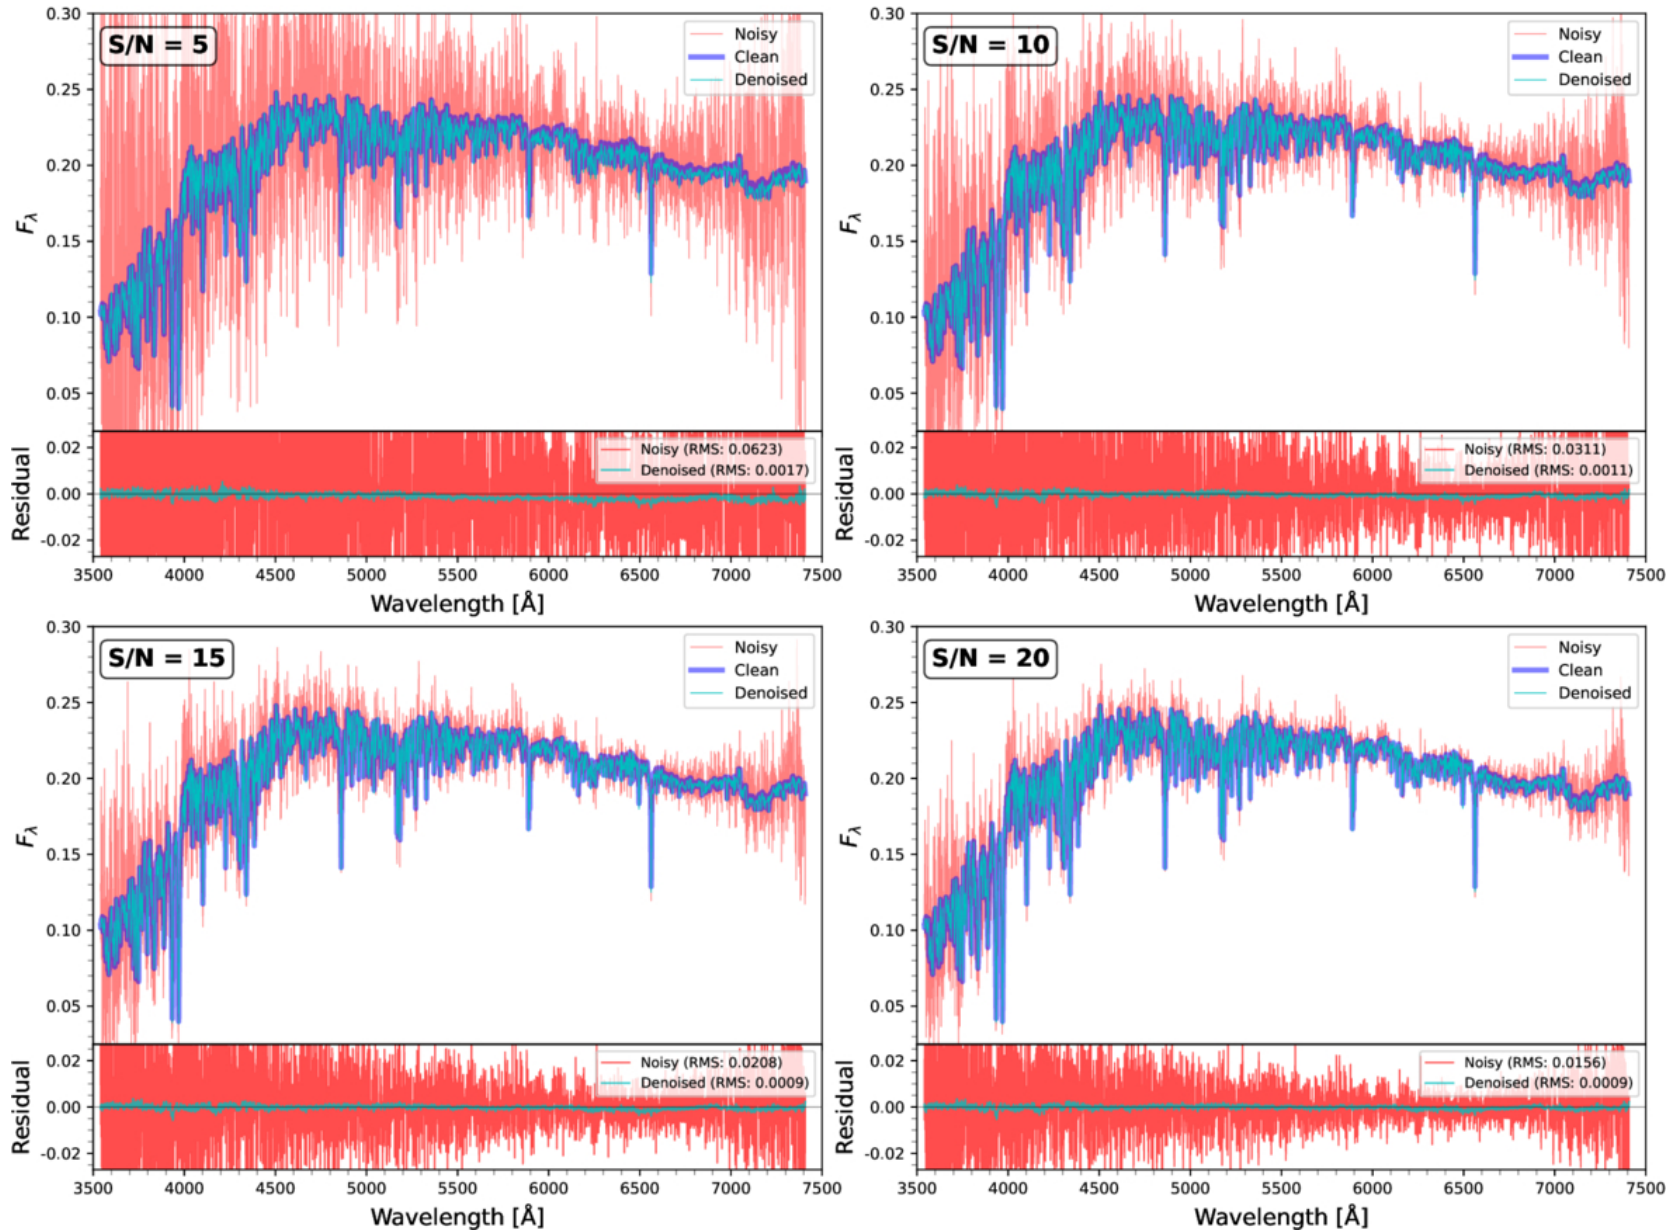 S/N = 5
Noisy
Clean
Denoised
0.30
0.25
0.20
0.15
0.10
0.05
Fλ
Noisy (RMS: 0.0623)
Denoised (RMS: 0.0017)
0.02
0.00
-0.02
Residual
3500 4000 4500 5000 5500 6000 6500 7000 7500
Wavelength [Å]
S/N = 10
Noisy
Clean
Denoised
0.30
0.25
0.20
0.15
0.10
0.05
Fλ
Noisy (RMS: 0.0311)
Denoised (RMS: 0.0011)
0.02
0.00
-0.02
Residual
3500 4000 4500 5000 5500 6000 6500 7000 7500
Wavelength [Å]
S/N = 15
Noisy
Clean
Denoised
0.30
0.25
0.20
0.15
0.10
0.05
Fλ
Noisy (RMS: 0.0208)
Denoised (RMS: 0.0009)
0.02
0.00
-0.02
Residual
3500 4000 4500 5000 5500 6000 6500 7000 7500
Wavelength [Å]
S/N = 20
Noisy
Clean
Denoised
0.30
0.25
0.20
0.15
0.10
0.05
Fλ
Noisy (RMS: 0.0156)
Denoised (RMS: 0.0009)
0.02
0.00
-0.02
Residual
3500 4000 4500 5000 5500 6000 6500 7000 7500
Wavelength [Å]